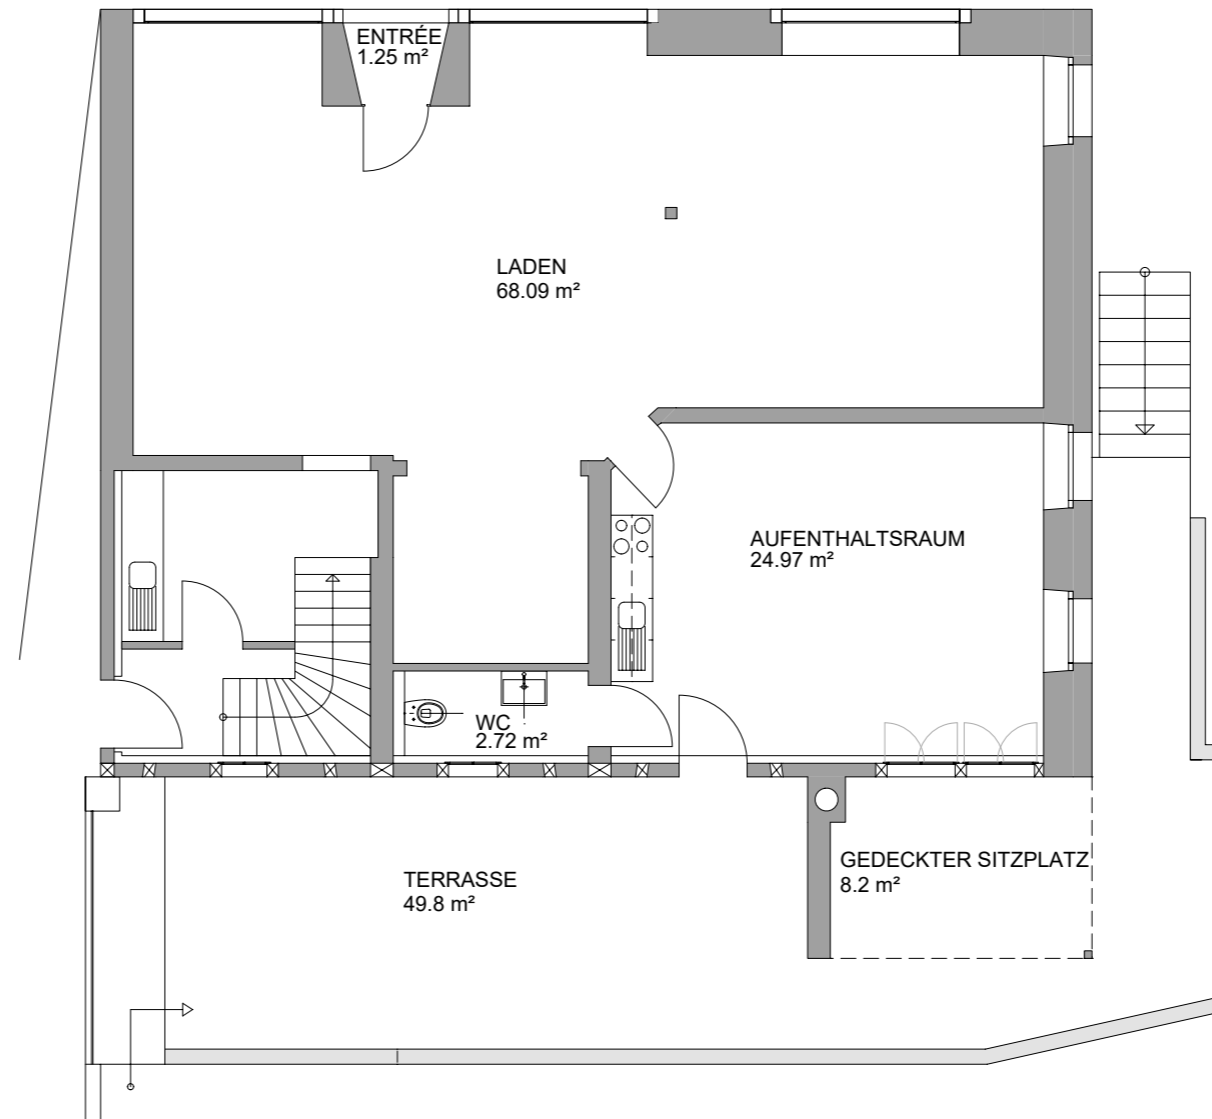 ENTRÉE
1.25 m²
LADEN
68.09 m²
AUFENTHALTSRAUM
24.97 m²
WC
2.72 m²
TERRASSE
49.8 m²
GEDECKTER SITZPLATZ
8.2 m²